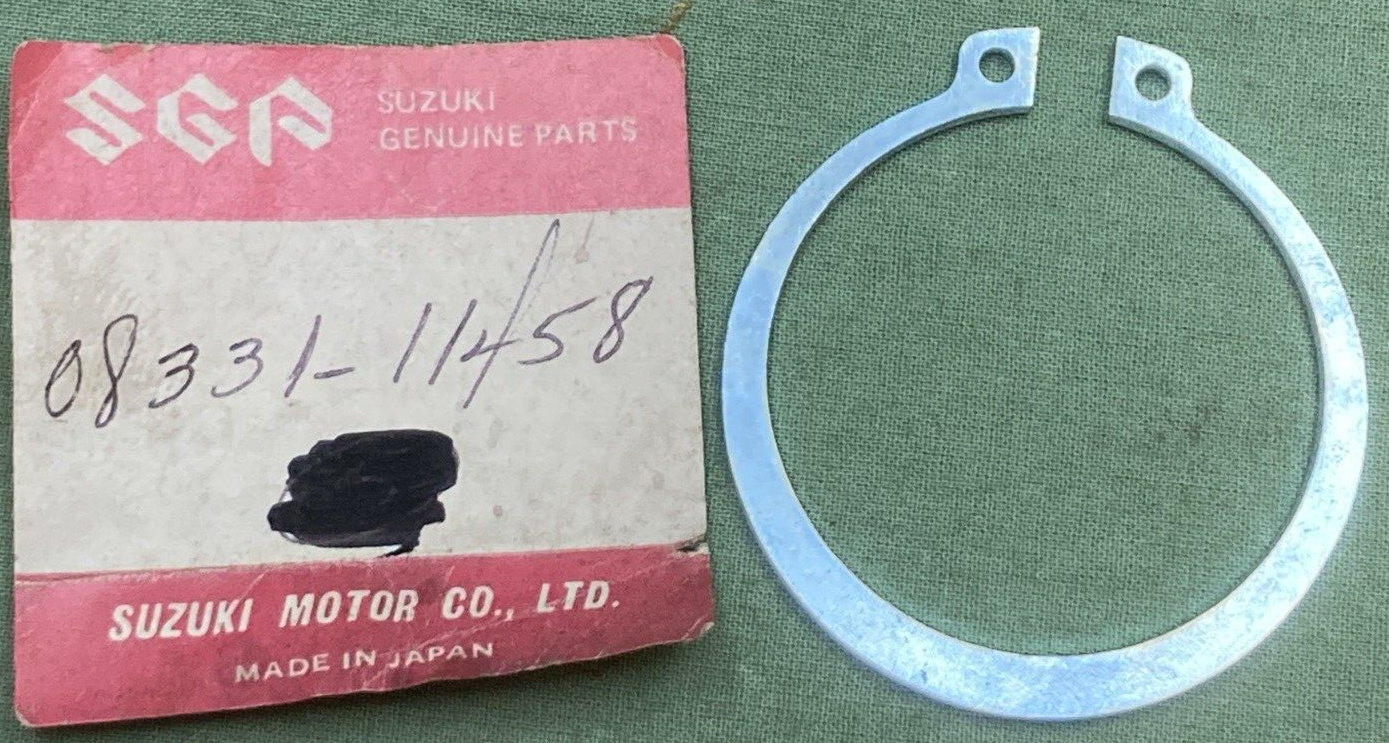 SGP
SUZUKI
GENUINE PARTS
08331-11458
SUZUKI MOTOR CO., LTD.
MADE IN JAPAN